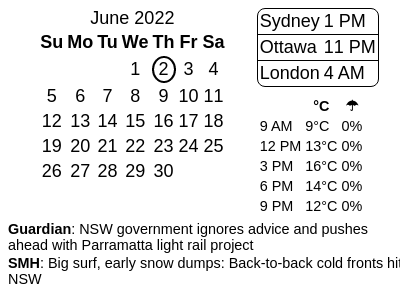 June 2022
Su Mo Tu We Th Fr Sa
1 2 3 4
5 6 7 8 9 10 11
12 13 14 15 16 17 18
19 20 21 22 23 24 25
26 27 28 29 30
Sydney 1 PM
Ottawa 11 PM
London 4 AM
°C ☂
9 AM 9°C 0%
12 PM 13°C 0%
3 PM 16°C 0%
6 PM 14°C 0%
9 PM 12°C 0%
Guardian: NSW government ignores advice and pushes
ahead with Parramatta light rail project
SMH: Big surf, early snow dumps: Back-to-back cold fronts hit
NSW